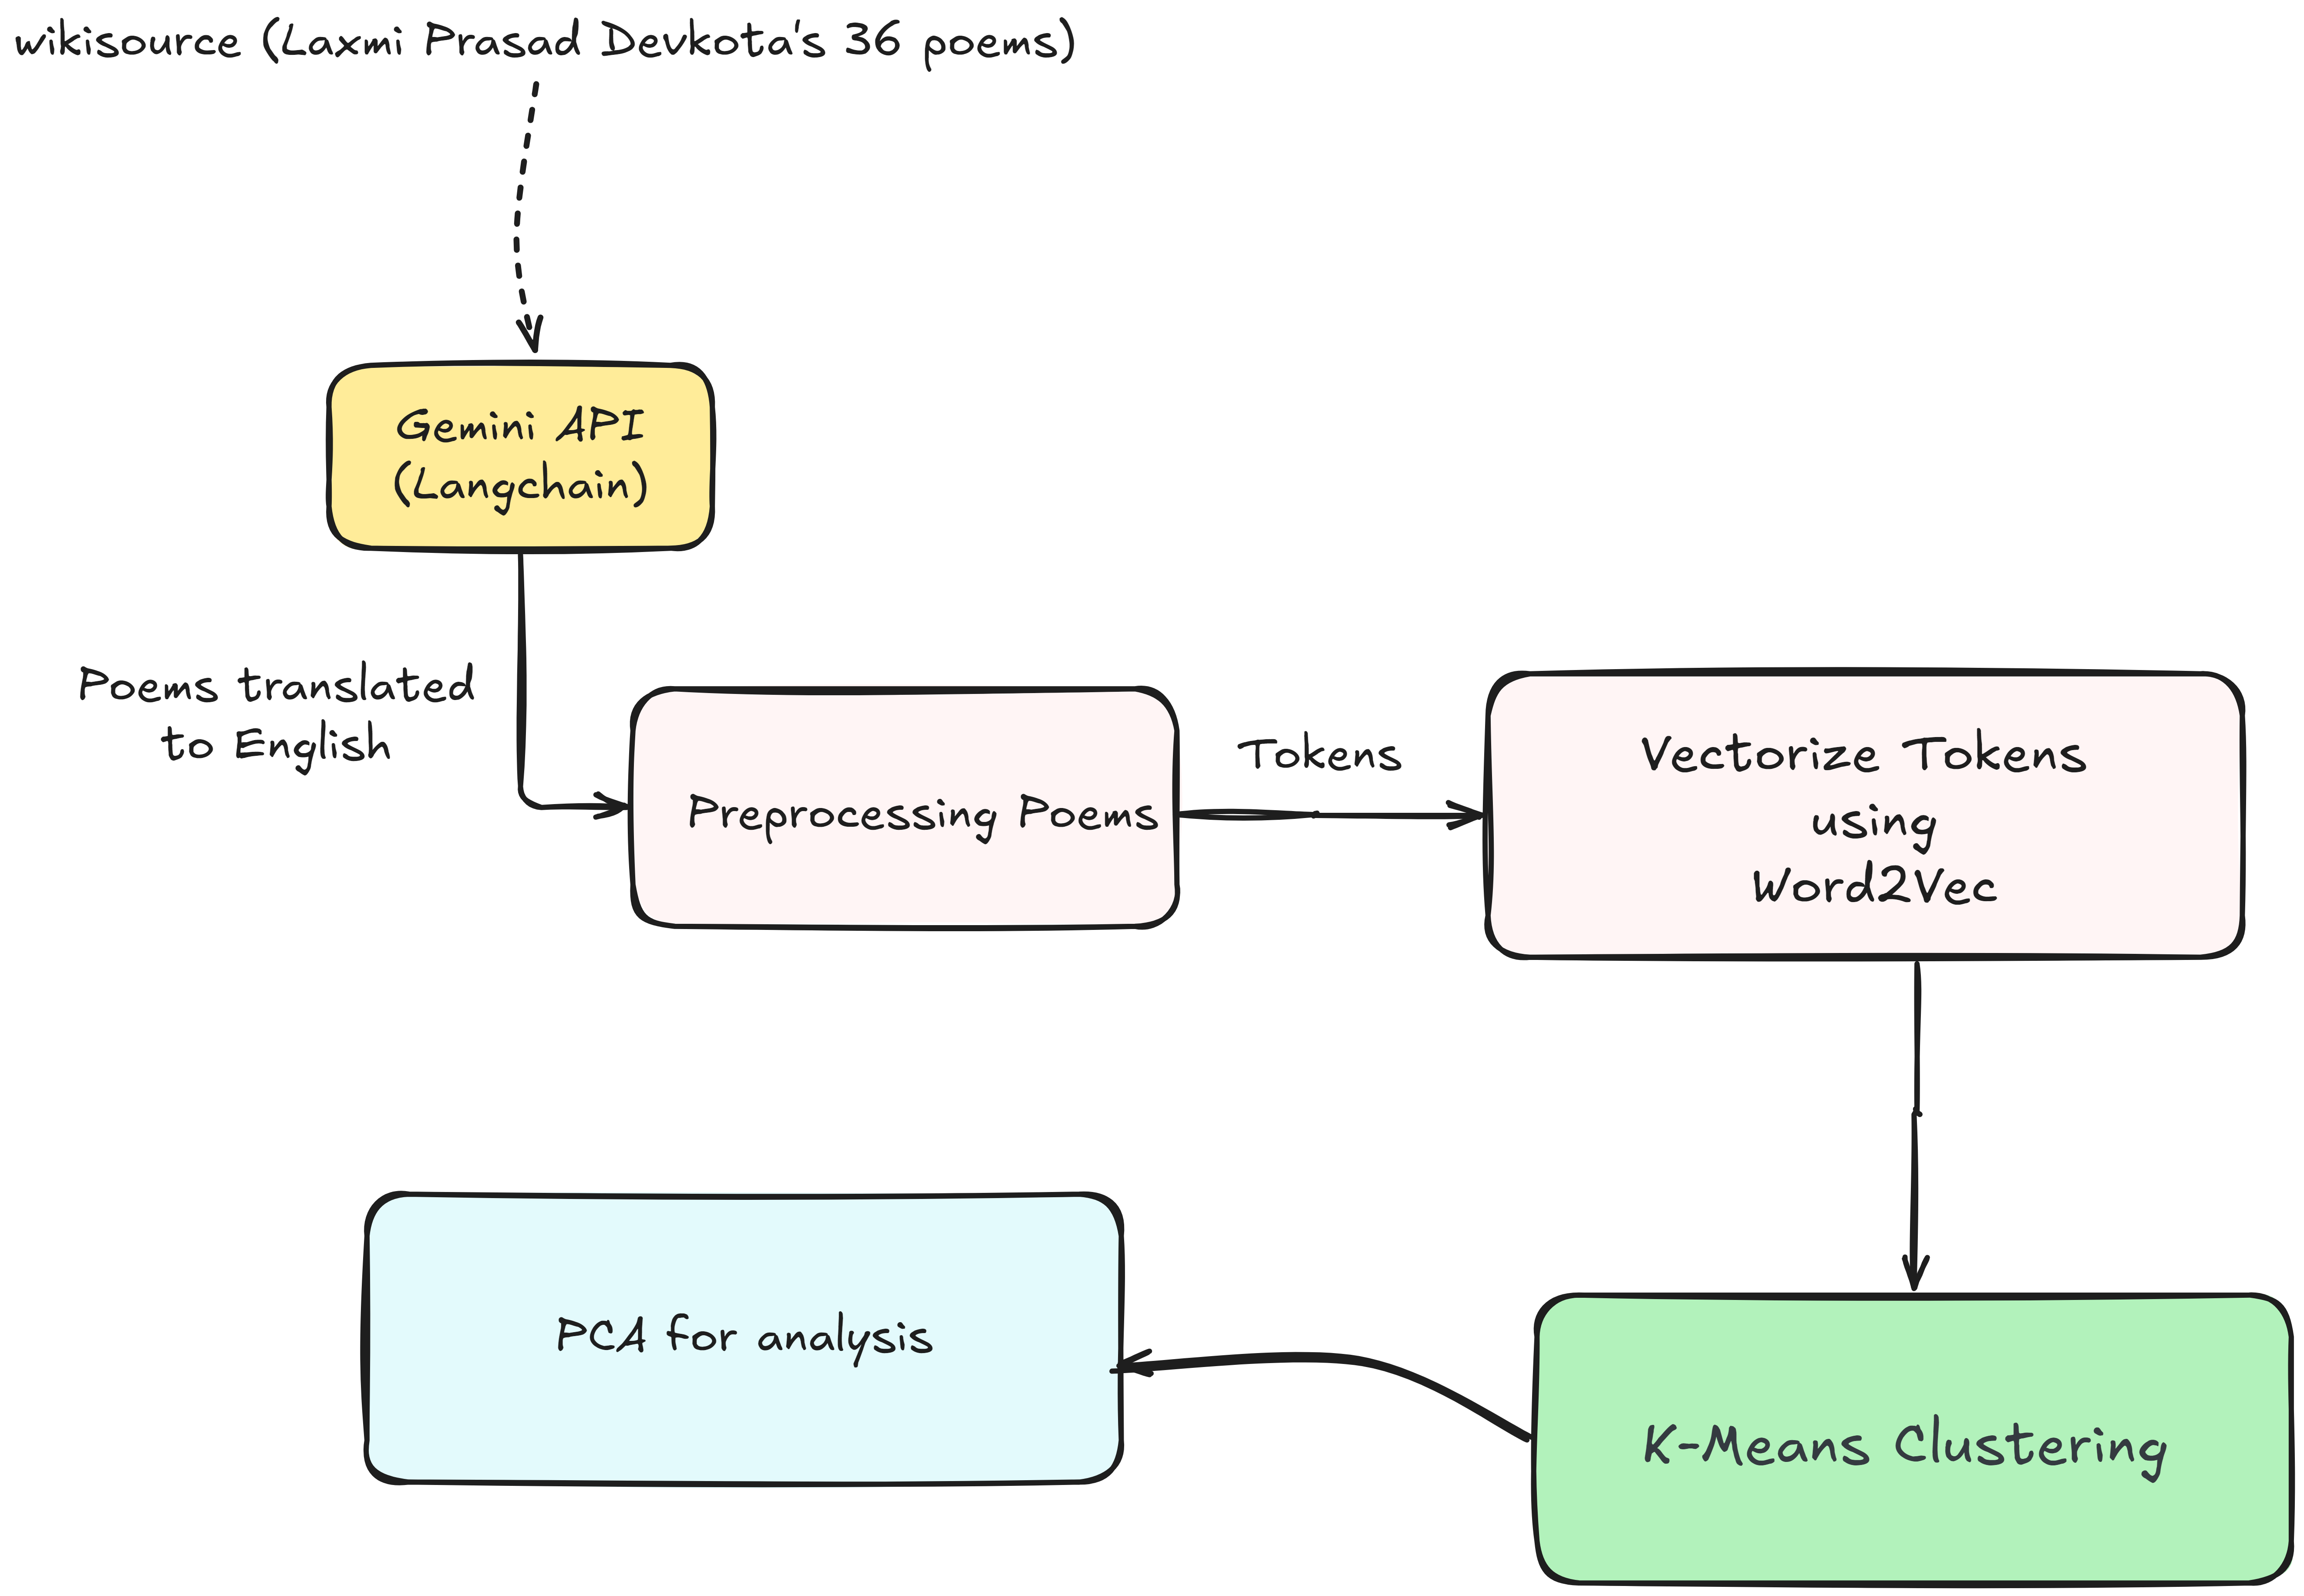 wikisource (Laxmi Prasad Devkota's 36 poems)
Gemini API
(Langchain)
Poems translated
to English
Preprocessing Poems
Tokens
Vectorize Tokens
using
Word2Vec
K-Means Clustering
PCA for analysis